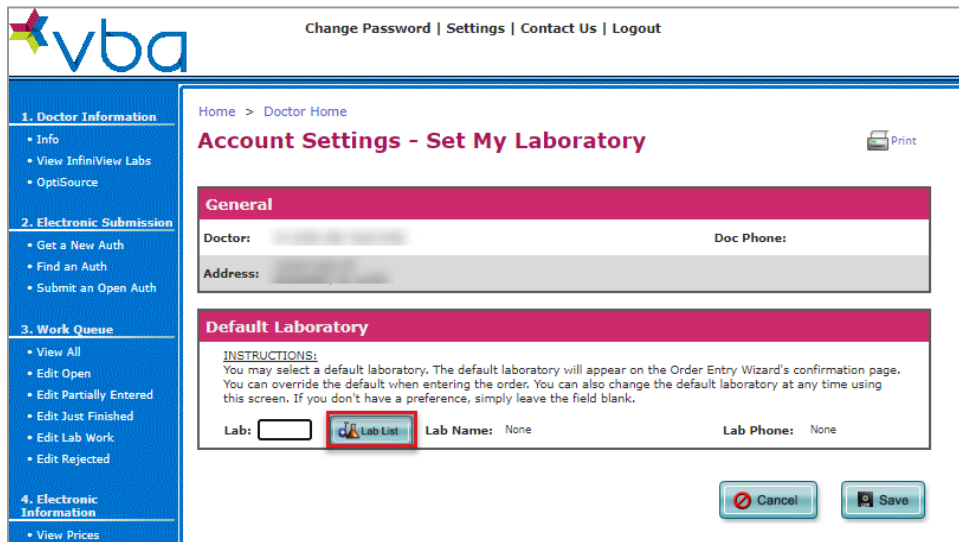 vba
Change Password | Settings | Contact Us | Logout
1. Doctor Information
• Info
• View InfiniView Labs
• OptiSource
2. Electronic Submission
• Get a New Auth
• Find an Auth
• Submit an Open Auth
3. Work Queue
• View All
• Edit Open
• Edit Partially Entered
• Edit Just Finished
• Edit Lab Work
• Edit Rejected
4. Electronic
Information
• View Prices
Home > Doctor Home
Account Settings - Set My Laboratory
Print
General
Doctor:
Doc Phone:
Address:
Default Laboratory
INSTRUCTIONS:
You may select a default laboratory. The default laboratory will appear on the Order Entry Wizard's confirmation page.
You can override the default when entering the order. You can also change the default laboratory at any time using
this screen. If you don't have a preference, simply leave the field blank.
Lab: Lab List Lab Name: None Lab Phone: None
Cancel Save